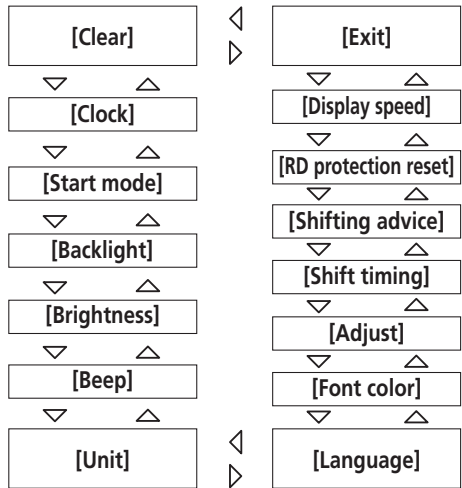 [Clear]
[Clock]
[Start mode]
[Backlight]
[Brightness]
[Beep]
[Unit]
[Exit]
[Display speed]
[RD protection reset]
[Shifting advice]
[Shift timing]
[Adjust]
[Font color]
[Language]